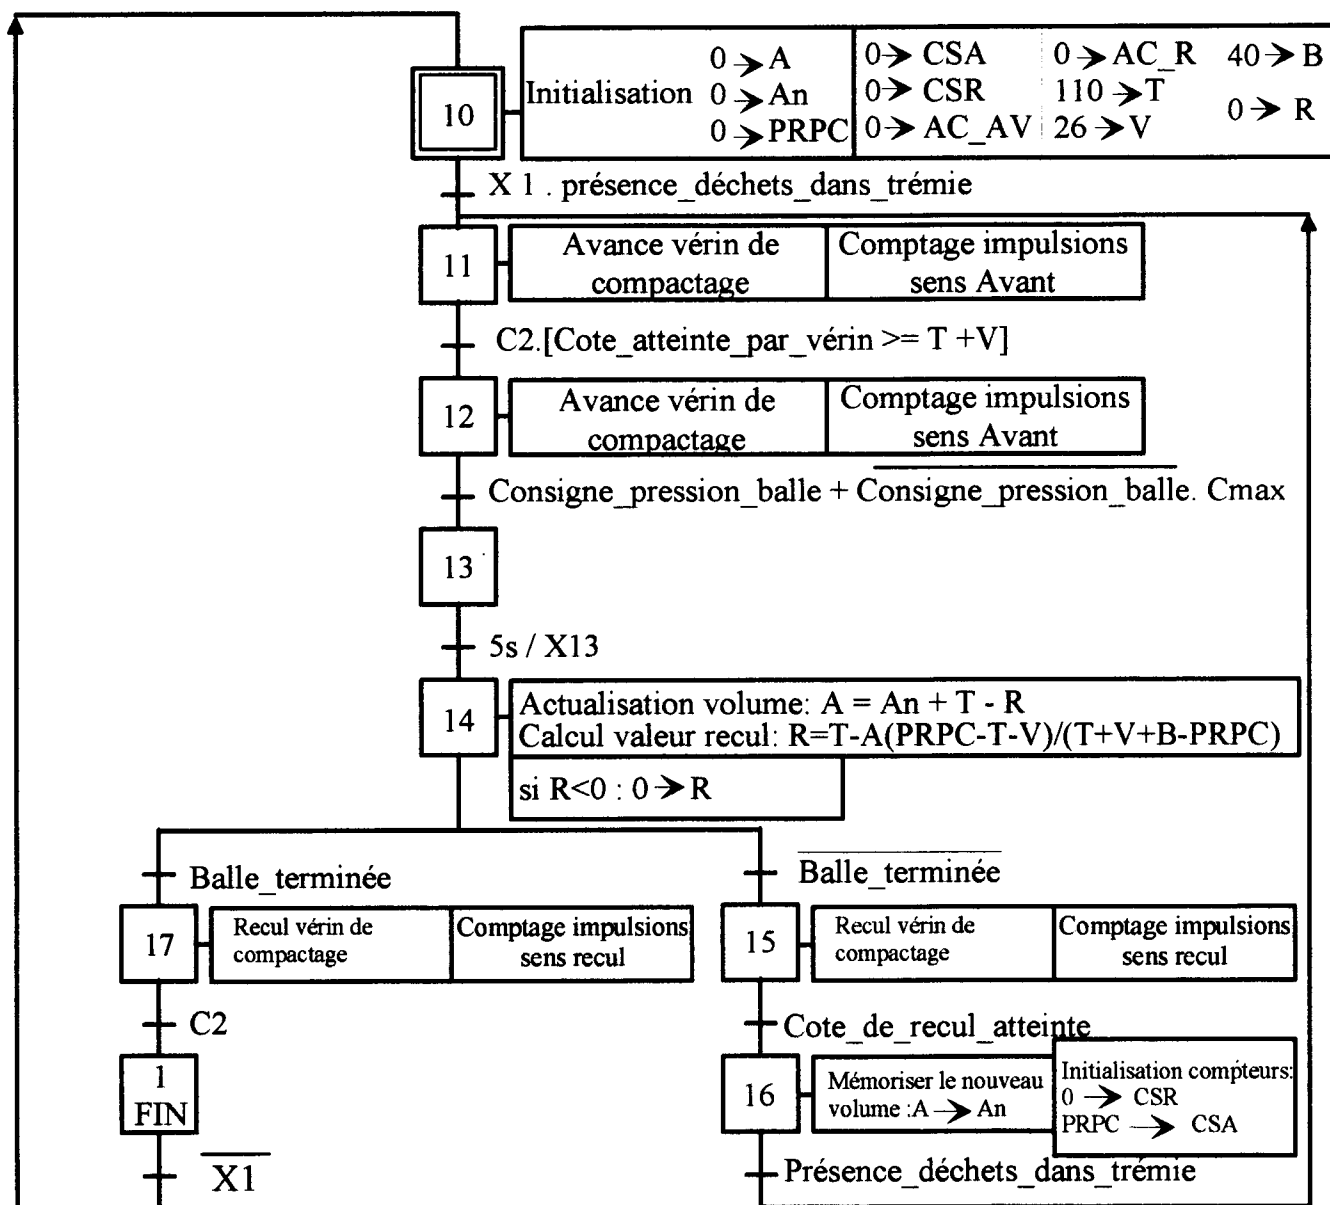 10
Initialisation
0 → A
0 → An
0 → PRPC
0 → CSA
0 → CSR
0 → AC_AV
0 → AC_R
110 → T
26 → V
40 → B
0 → R
X 1 . présence_déchets_dans_trémie
11
Avance vérin de
compactage
Comptage impulsions
sens Avant
C2.[Cote_atteinte_par_vérin >= T +V]
12
Avance vérin de
compactage
Comptage impulsions
sens Avant
Consigne_pression_balle + Consigne_pression_balle. Cmax
13
5s / X13
14
Actualisation volume: A = An + T - R
Calcul valeur recul: R=T-A(PRPC-T-V)/(T+V+B-PRPC)
si R<0 : 0 → R
Balle_terminée
Balle_terminée
17
Recul vérin de
compactage
Comptage impulsions
sens recul
15
Recul vérin de
compactage
Comptage impulsions
sens recul
C2
Cote_de_recul_atteinte
1
FIN
16
Mémoriser le nouveau
volume :A → An
Initialisation compteurs:
0 → CSR
PRPC → CSA
X1
Présence_déchets_dans_trémie